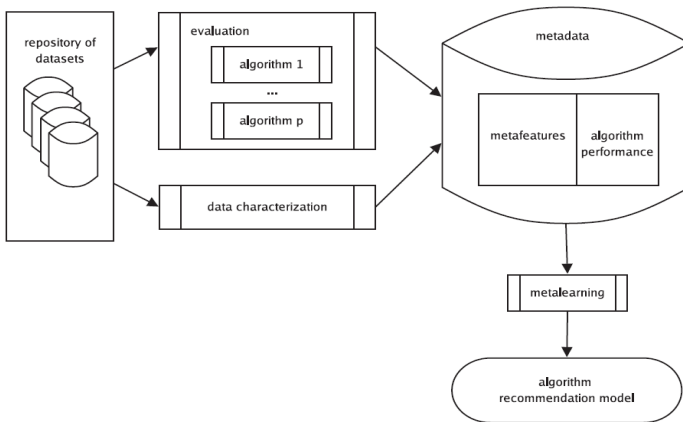 repository of
datasets
evaluation
algorithm 1
...
algorithm p
data characterization
metadata
metafeatures
algorithm
performance
metalearning
algorithm
recommendation model